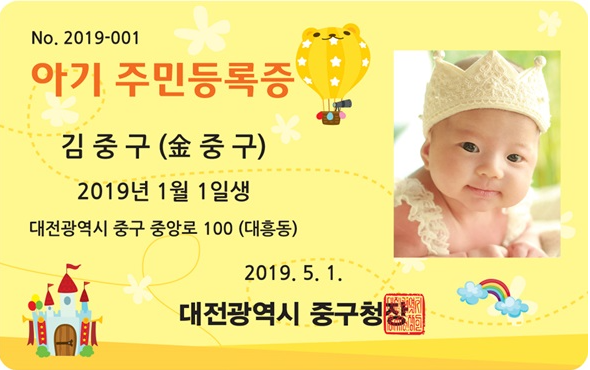 No. 2019-001
아기 주민등록증
김 중 구 (金 중 구)
2019년 1월 1일생
대전광역시 중구 중앙로 100 (대흥동)
2019. 5. 1.
대전광역시 중구청장